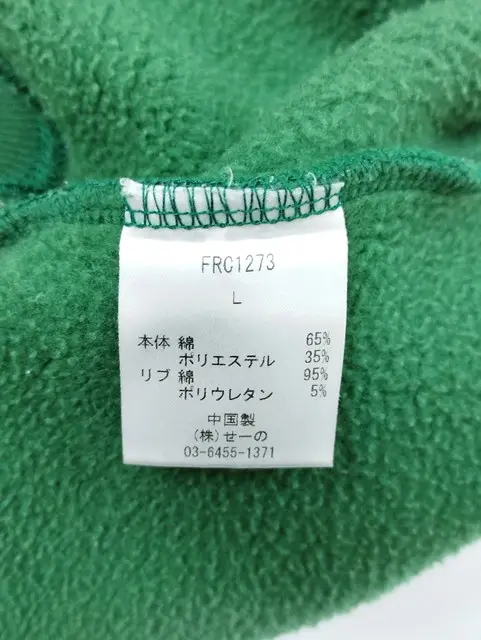 FRC1273
L
本体 綿 65%
ポリエステル 35%
リブ 綿 95%
ポリウレタン 5%
中国製
(株)せーの
03-6455-1371